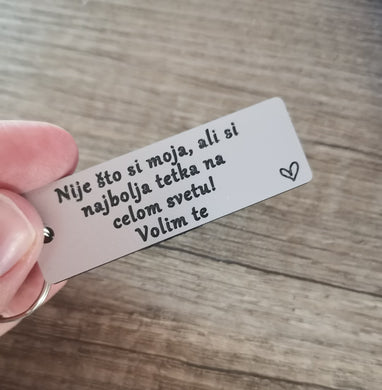 Nije što si moja, ali si
najbolja tetka na
celom svetu!
Volim te